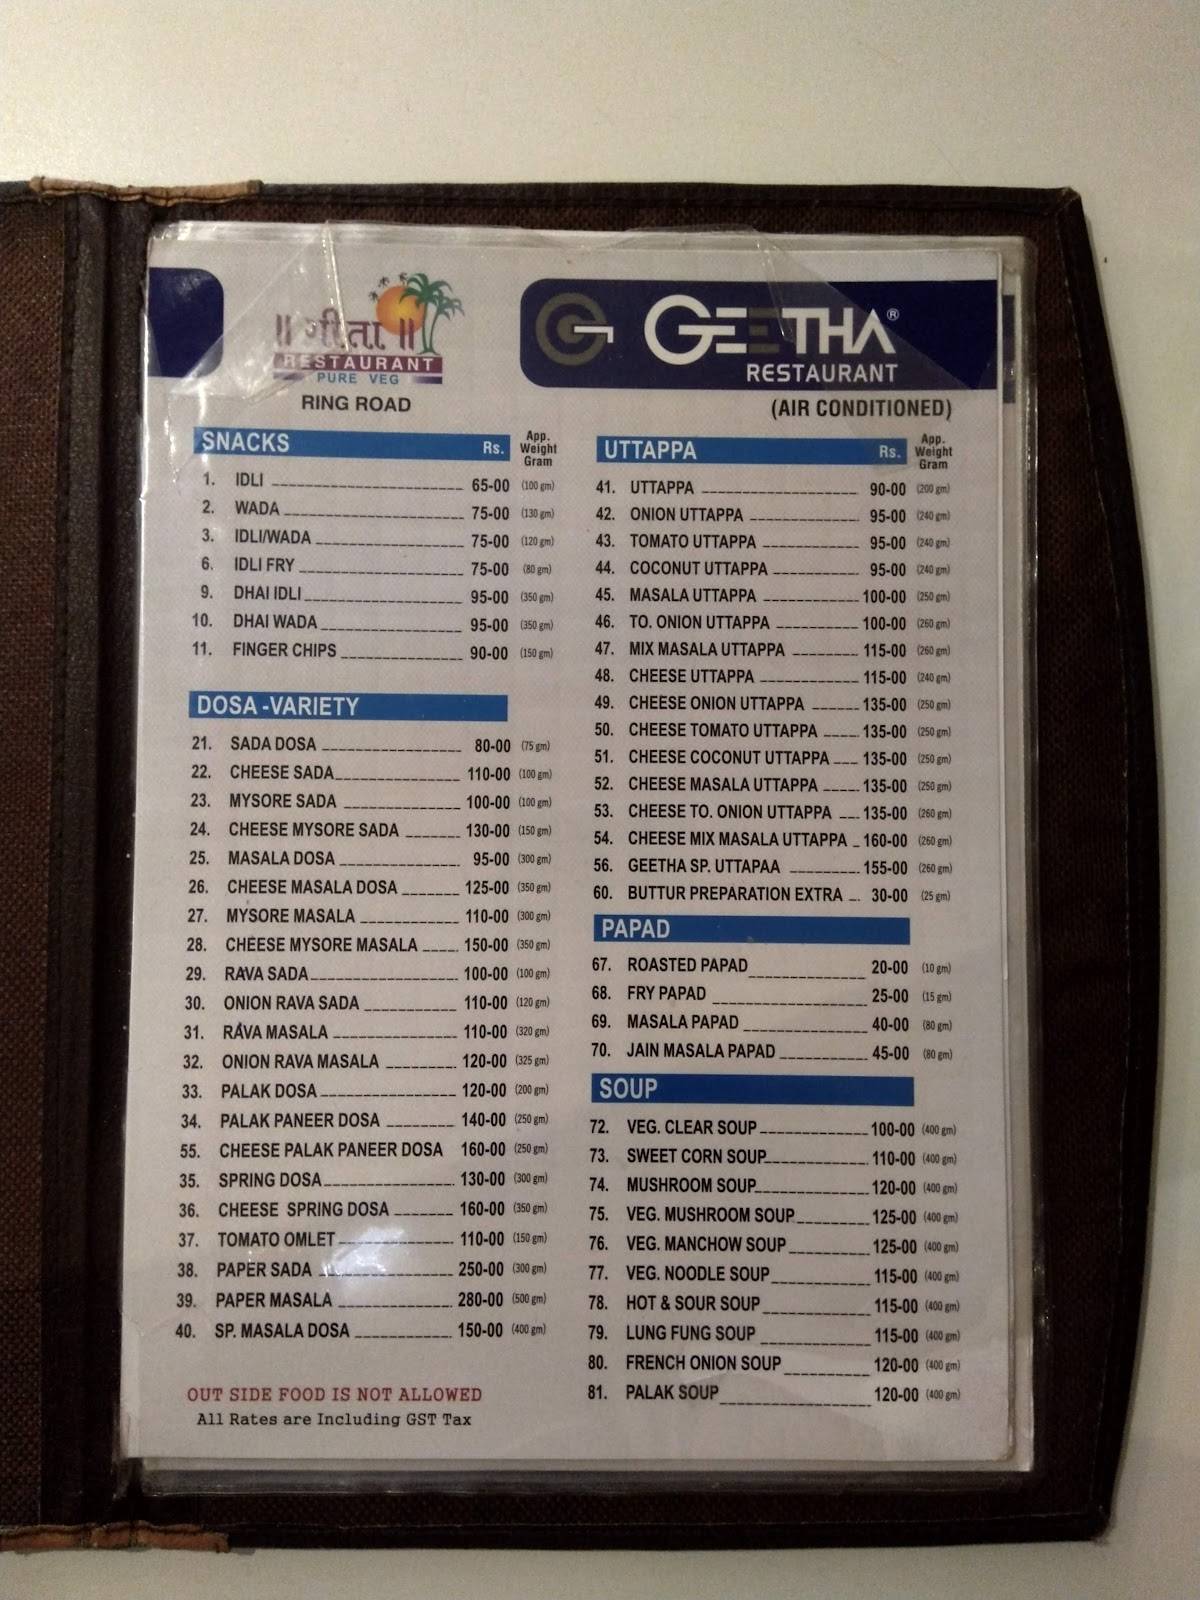 ॥ गीता ॥
RESTAURANT
PURE VEG
RING ROAD
GEETHA®
RESTAURANT
(AIR CONDITIONED)
SNACKS Rs. App. Weight Gram
1. IDLI 65-00 (100 gm)
2. WADA 75-00 (130 gm)
3. IDLI/WADA 75-00 (120 gm)
6. IDLI FRY 75-00 (80 gm)
9. DHAI IDLI 95-00 (350 gm)
10. DHAI WADA 95-00 (350 gm)
11. FINGER CHIPS 90-00 (150 gm)
DOSA -VARIETY
21. SADA DOSA 80-00 (75 gm)
22. CHEESE SADA 110-00 (100 gm)
23. MYSORE SADA 100-00 (100 gm)
24. CHEESE MYSORE SADA 130-00 (150 gm)
25. MASALA DOSA 95-00 (300 gm)
26. CHEESE MASALA DOSA 125-00 (350 gm)
27. MYSORE MASALA 110-00 (300 gm)
28. CHEESE MYSORE MASALA 150-00 (350 gm)
29. RAVA SADA 100-00 (100 gm)
30. ONION RAVA SADA 110-00 (120 gm)
31. RAVA MASALA 110-00 (320 gm)
32. ONION RAVA MASALA 120-00 (325 gm)
33. PALAK DOSA 120-00 (200 gm)
34. PALAK PANEER DOSA 140-00 (250 gm)
55. CHEESE PALAK PANEER DOSA 160-00 (250 gm)
35. SPRING DOSA 130-00 (300 gm)
36. CHEESE SPRING DOSA 160-00 (350 gm)
37. TOMATO OMLET 110-00 (150 gm)
38. PAPER SADA 250-00 (300 gm)
39. PAPER MASALA 280-00 (500 gm)
40. SP. MASALA DOSA 150-00 (400 gm)
OUT SIDE FOOD IS NOT ALLOWED
All Rates are Including GST Tax
UTTAPPA Rs. App. Weight Gram
41. UTTAPPA 90-00 (200 gm)
42. ONION UTTAPPA 95-00 (240 gm)
43. TOMATO UTTAPPA 95-00 (240 gm)
44. COCONUT UTTAPPA 95-00 (240 gm)
45. MASALA UTTAPPA 100-00 (250 gm)
46. TO. ONION UTTAPPA 100-00 (260 gm)
47. MIX MASALA UTTAPPA 115-00 (260 gm)
48. CHEESE UTTAPPA 115-00 (240 gm)
49. CHEESE ONION UTTAPPA 135-00 (250 gm)
50. CHEESE TOMATO UTTAPPA 135-00 (250 gm)
51. CHEESE COCONUT UTTAPPA 135-00 (250 gm)
52. CHEESE MASALA UTTAPPA 135-00 (250 gm)
53. CHEESE TO. ONION UTTAPPA 135-00 (260 gm)
54. CHEESE MIX MASALA UTTAPPA 160-00 (260 gm)
56. GEETHA SP. UTTAPAA 155-00 (260 gm)
60. BUTTUR PREPARATION EXTRA 30-00 (25 gm)
PAPAD
67. ROASTED PAPAD 20-00 (10 gm)
68. FRY PAPAD 25-00 (15 gm)
69. MASALA PAPAD 40-00 (80 gm)
70. JAIN MASALA PAPAD 45-00 (80 gm)
SOUP
72. VEG. CLEAR SOUP 100-00 (400 gm)
73. SWEET CORN SOUP 110-00 (400 gm)
74. MUSHROOM SOUP 120-00 (400 gm)
75. VEG. MUSHROOM SOUP 125-00 (400 gm)
76. VEG. MANCHOW SOUP 125-00 (400 gm)
77. VEG. NOODLE SOUP 115-00 (400 gm)
78. HOT & SOUR SOUP 115-00 (400 gm)
79. LUNG FUNG SOUP 115-00 (400 gm)
80. FRENCH ONION SOUP 120-00 (400 gm)
81. PALAK SOUP 120-00 (400 gm)